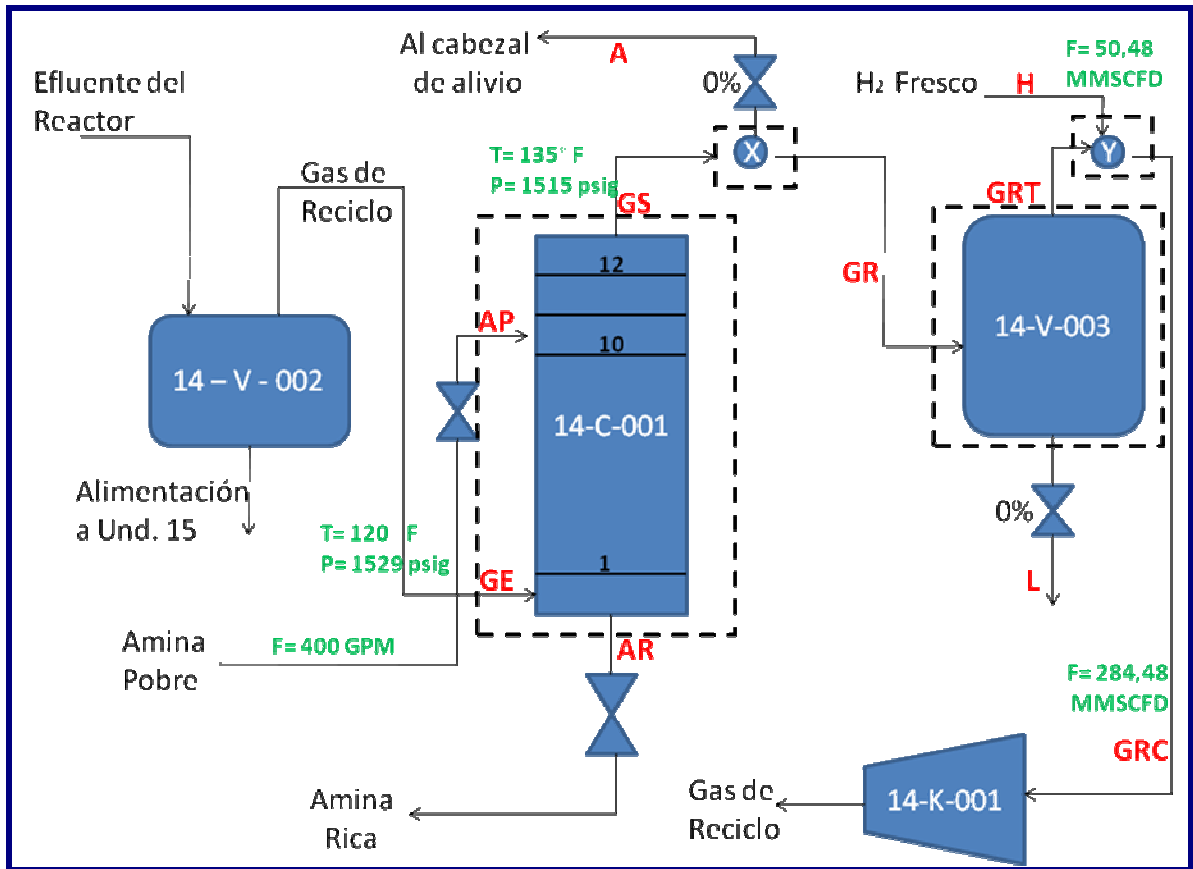 Al cabezal
de alivio
A
0%
X
F= 50,48
MMSCFD
H₂ Fresco
H
Y
Efluente del
Reactor
Gas de
Reciclo
T= 135° F
P= 1515 psig
GS
GRT
12
10
1
14-C-001
AP
GR
14-V-003
14 – V - 002
Alimentación
a Und. 15
T= 120 F
P= 1529 psig
GE
0%
L
Amina
Pobre
F= 400 GPM
AR
F= 284,48
MMSCFD
GRC
Amina
Rica
Gas de
Reciclo
14-K-001